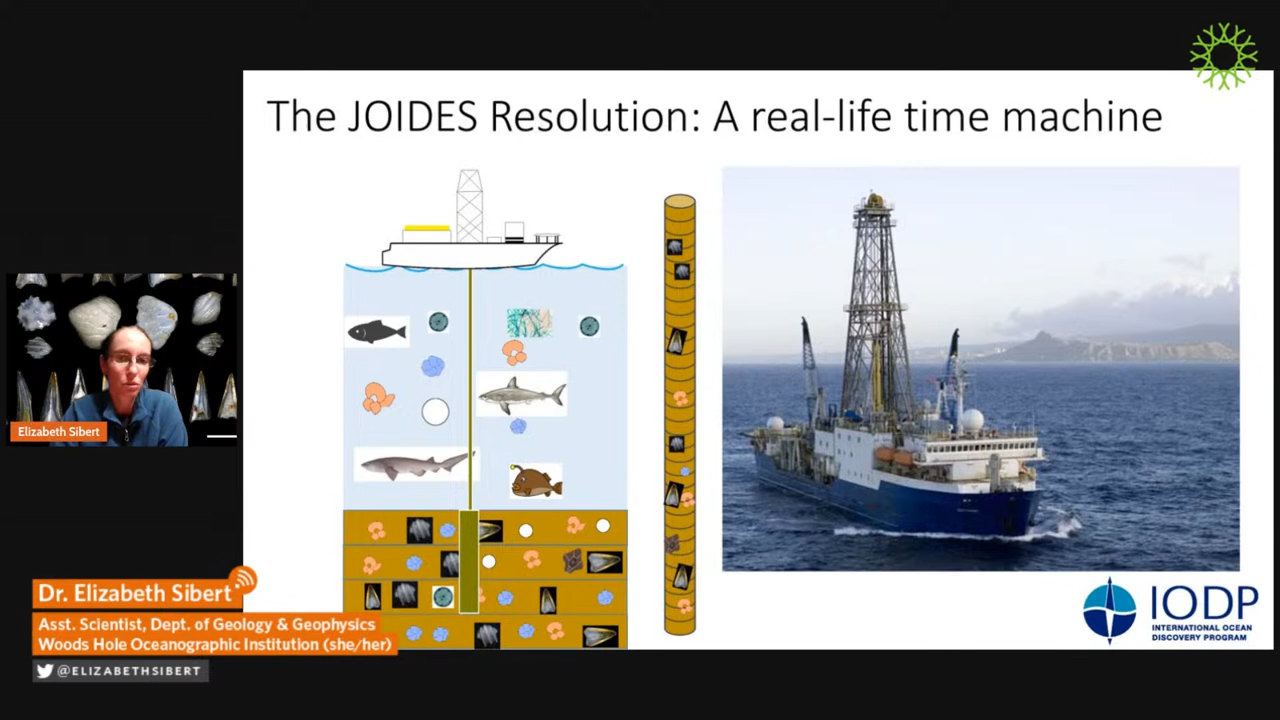 The JOIDES Resolution: A real-life time machine
Elizabeth Sibert
Dr. Elizabeth Sibert
Asst. Scientist, Dept. of Geology & Geophysics
Woods Hole Oceanographic Institution (she/her)
@ELIZABETHSIBERT
IODP
INTERNATIONAL OCEAN
DISCOVERY PROGRAM